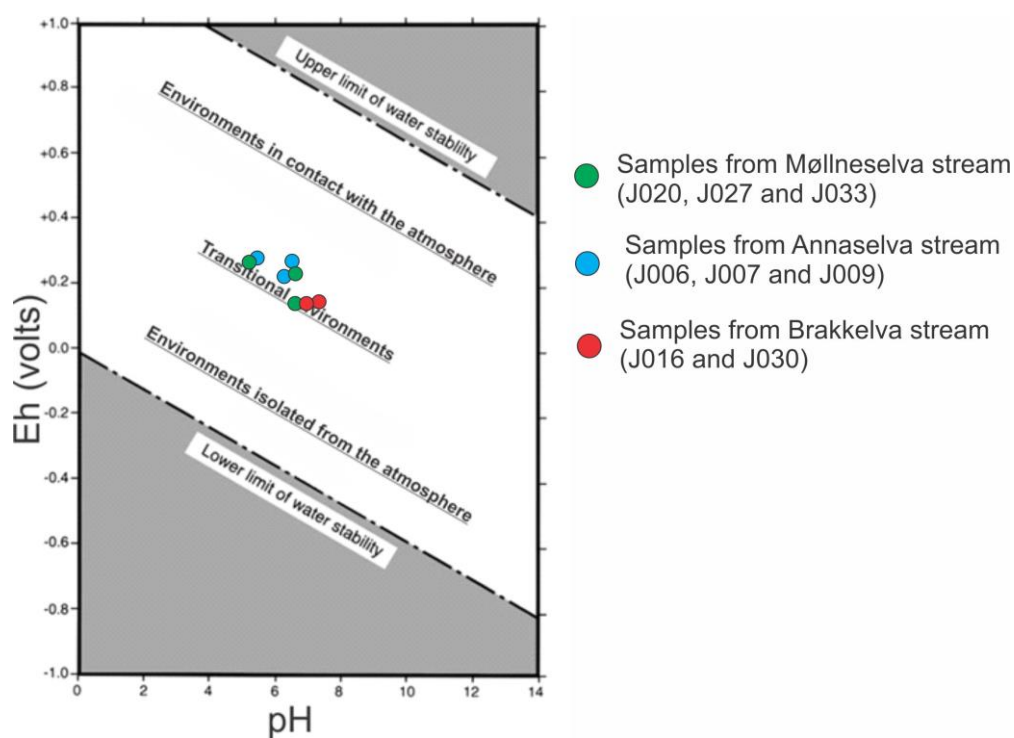 +1.0
+0.8
+0.6
+0.4
+0.2
0.0
-0.2
-0.4
-0.6
-0.8
-1.0
Eh (volts)
0 2 4 6 8 10 12 14
pH
Upper limit of water stablilty
Environments in contact with the atmosphere
Transitional environments
Environments isolated from the atmosphere
Lower limit of water stability
Samples from Møllneselva stream
(J020, J027 and J033)
Samples from Annaselva stream
(J006, J007 and J009)
Samples from Brakkelva stream
(J016 and J030)